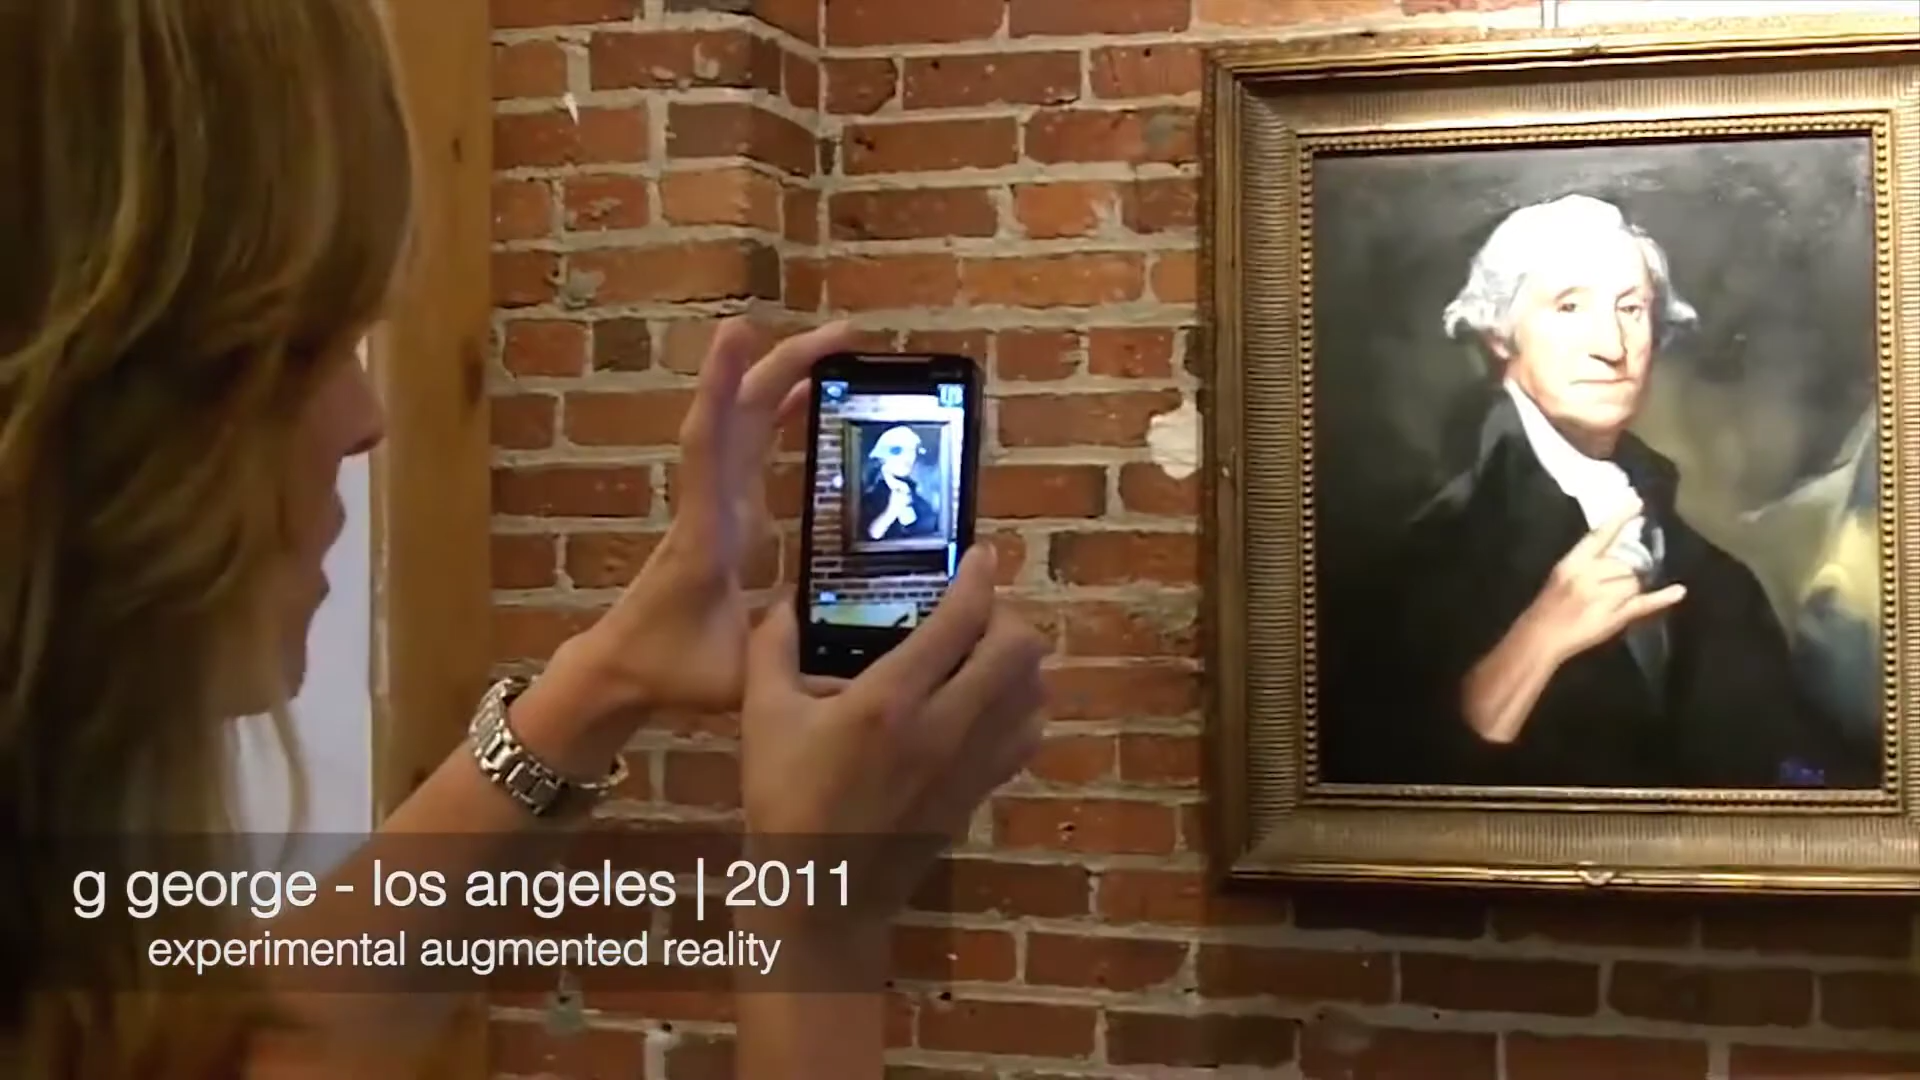 g george - los angeles | 2011
experimental augmented reality